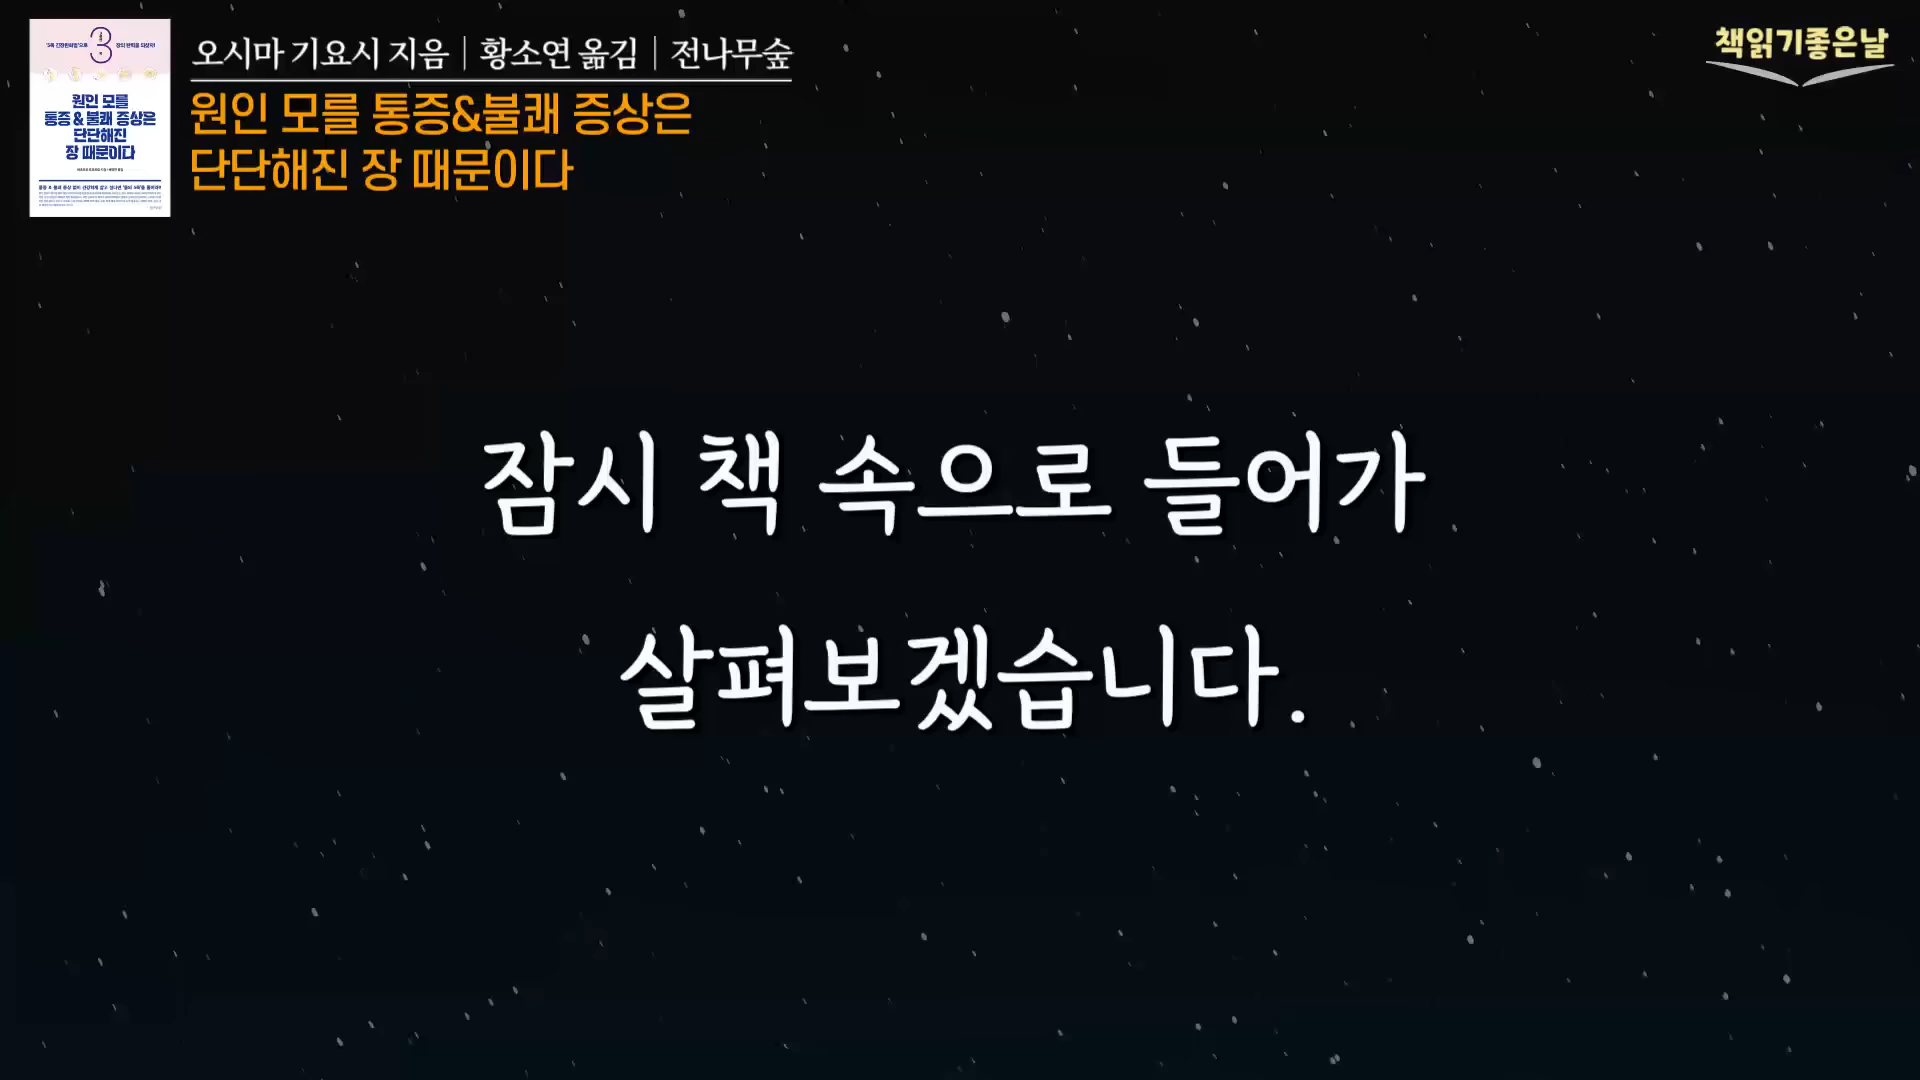 오시마 기요시 지음 | 황소연 옮김 | 전나무숲
원인 모를 통증&불쾌 증상은
단단해진 장 때문이다
책읽기좋은날
3
원인 모를
통증 & 불쾌 증상은
단단해진
장 때문이다
잠시 책 속으로 들어가
살펴보겠습니다.